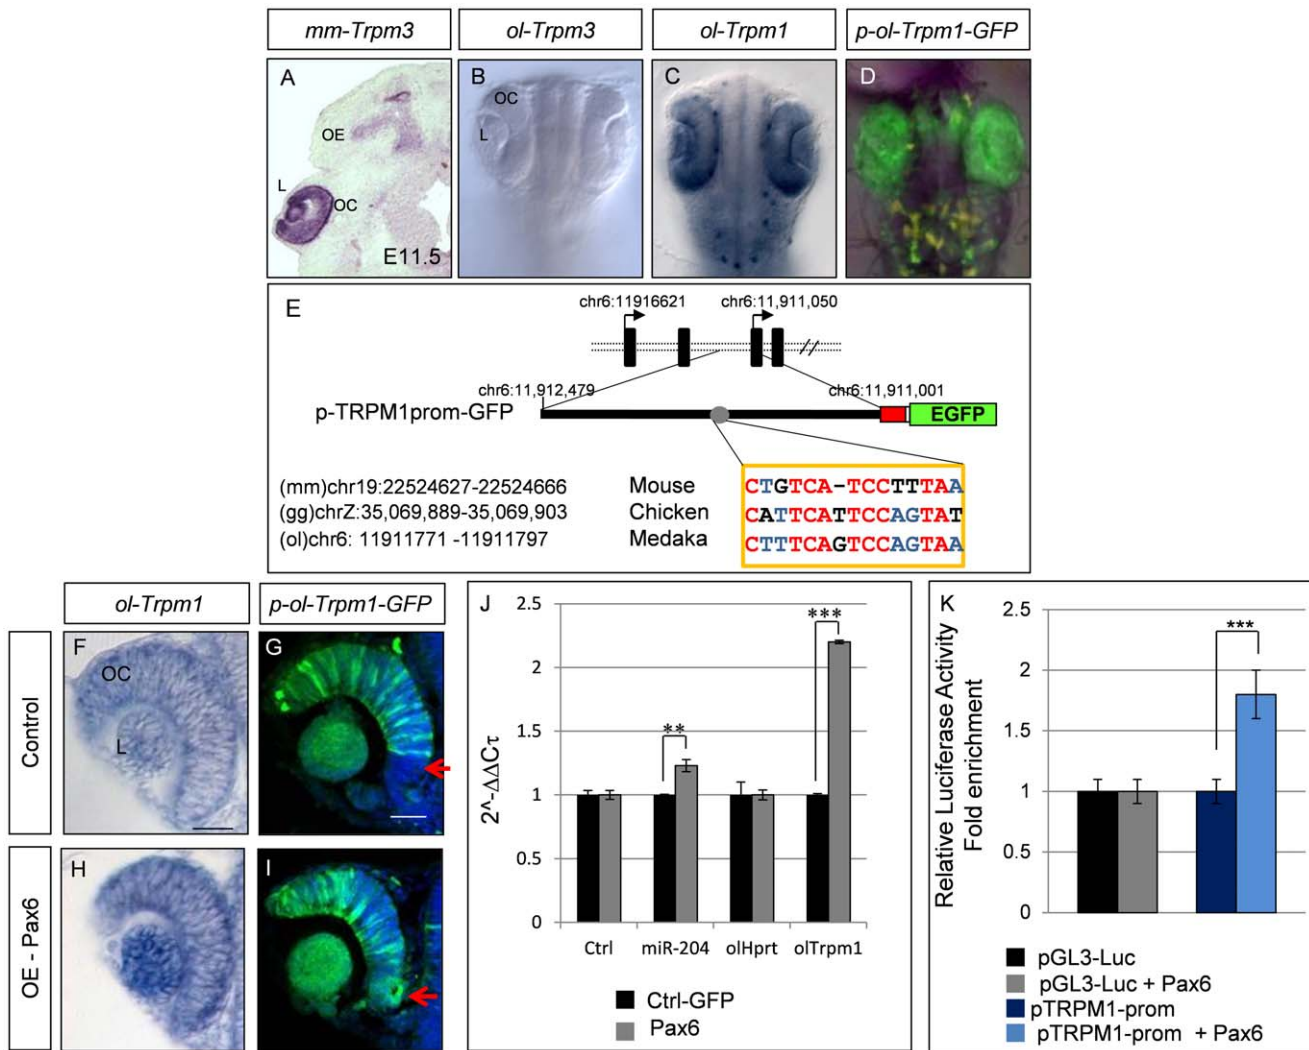 mm-Trpm3
ol-Trpm3
ol-Trpm1
p-ol-Trpm1-GFP
A
OE
L
OC
E11.5
B
OC
L
C
D
E
chr6:11916621
chr6:11,911,050
chr6:11,912,479
chr6:11,911,001
p-TRPM1prom-GFP
EGFP
(mm)chr19:22524627-22524666 Mouse CTGTCA-TCCTTTAA
(gg)chrZ:35,069,889-35,069,903 Chicken CATTCATTCCAGTAT
(ol)chr6: 11911771 -11911797 Medaka CTTTCAGTCCAGTAA
ol-Trpm1
p-ol-Trpm1-GFP
Control
F
OC
L
G
OE - Pax6
H
I
J
2^-ΔΔCτ
2.5
2
1.5
1
0.5
0
**
***
Ctrl
miR-204
olHprt
olTrpm1
Ctrl-GFP
Pax6
K
Relative Luciferase Activity
Fold enrichment
2.5
2
1.5
1
0.5
0
***
pGL3-Luc
pGL3-Luc + Pax6
pTRPM1-prom
pTRPM1-prom + Pax6